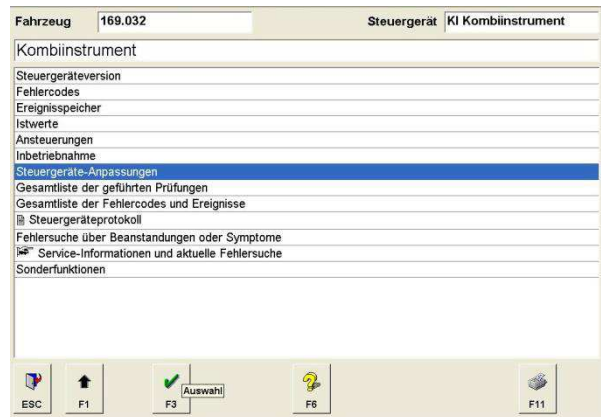 Fahrzeug 169.032 Steuergerät KI Kombiinstrument
Kombiinstrument
Steuergeräteversion
Fehlercodes
Ereignisspeicher
Istwerte
Ansteuerungen
Inbetriebnahme
Steuergeräte-Anpassungen
Gesamtliste der geführten Prüfungen
Gesamtliste der Fehlercodes und Ereignisse
Steuergeräteprotokoll
Fehlersuche über Beanstandungen oder Symptome
Service-Informationen und aktuelle Fehlersuche
Sonderfunktionen
Auswahl
ESC F1 F3 F6 F11